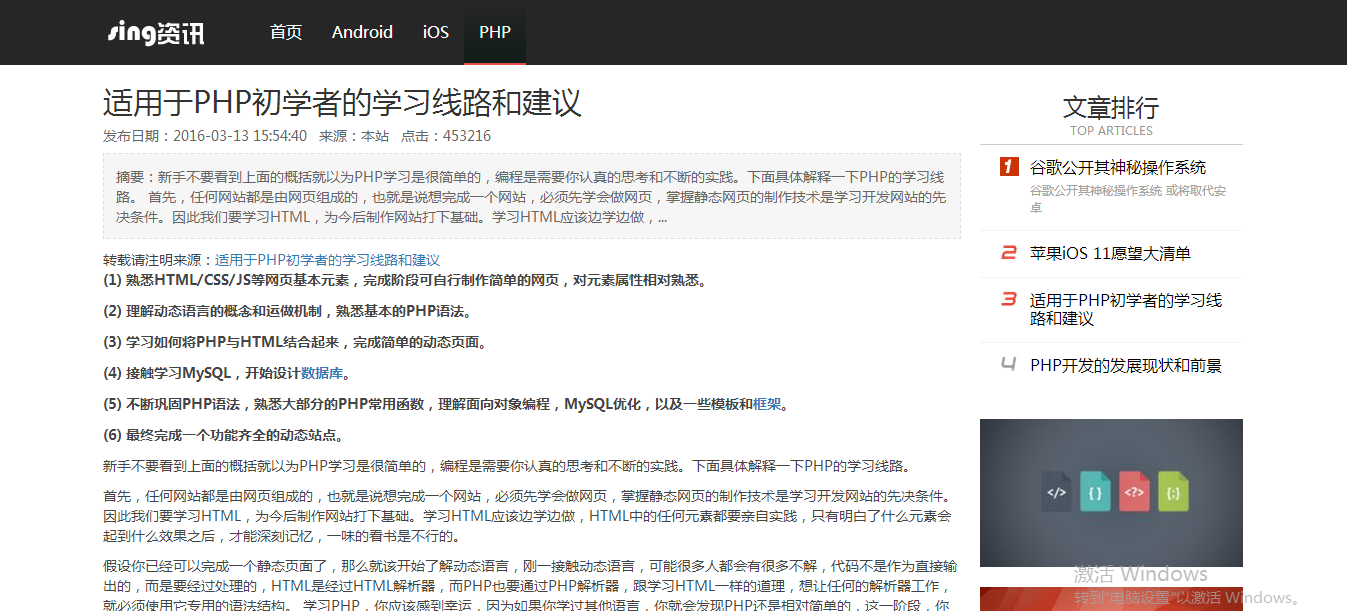 sing资讯
首页 Android iOS PHP
适用于PHP初学者的学习线路和建议
发布日期：2016-03-13 15:54:40 来源：本站 点击：453216
摘要：新手不要看到上面的概括就以为PHP学习是很简单的，编程是需要你认真的思考和不断的实践。下面具体解释一下PHP的学习线
路。 首先，任何网站都是由网页组成的，也就是说想完成一个网站，必须先学会做网页，掌握静态网页的制作技术是学习开发网站的先
决条件。因此我们要学习HTML，为今后制作网站打下基础。学习HTML应该边学边做，...
转载请注明来源：适用于PHP初学者的学习线路和建议
(1) 熟悉HTML/CSS/JS等网页基本元素，完成阶段可自行制作简单的网页，对元素属性相对熟悉。
(2) 理解动态语言的概念和运做机制，熟悉基本的PHP语法。
(3) 学习如何将PHP与HTML结合起来，完成简单的动态页面。
(4) 接触学习MySQL，开始设计数据库。
(5) 不断巩固PHP语法，熟悉大部分的PHP常用函数，理解面向对象编程，MySQL优化，以及一些模板和框架。
(6) 最终完成一个功能齐全的动态站点。
新手不要看到上面的概括就以为PHP学习是很简单的，编程是需要你认真的思考和不断的实践。下面具体解释一下PHP的学习线路。
首先，任何网站都是由网页组成的，也就是说想完成一个网站，必须先学会做网页，掌握静态网页的制作技术是学习开发网站的先决条件。
因此我们要学习HTML，为今后制作网站打下基础。学习HTML应该边学边做，HTML中的任何元素都要亲自实践，只有明白了什么元素会
起到什么效果之后，才能深刻记忆，一味的看书是不行的。
假设你已经可以完成一个静态页面了，那么就该开始了解动态语言，刚一接触动态语言，可能很多人都会有很多不解，代码不是作为直接输
出的，而是要经过处理的，HTML是经过HTML解析器，而PHP也要通过PHP解析器，跟学习HTML一样的道理，想让任何的解析器工作，
就必须使用它专用的语法结构。 学习PHP，你应该感到幸运，因为如果你学过其他语言，你就会发现PHP还是相对简单的，这一阶段，你
文章排行
TOP ARTICLES
1 谷歌公开其神秘操作系统
谷歌公开其神秘操作系统 或将取代安
卓
2 苹果iOS 11愿望大清单
3 适用于PHP初学者的学习线
路和建议
4 PHP开发的发展现状和前景
</> { } <?> {;}
激活 Windows
转到"电脑设置"以激活 Windows。